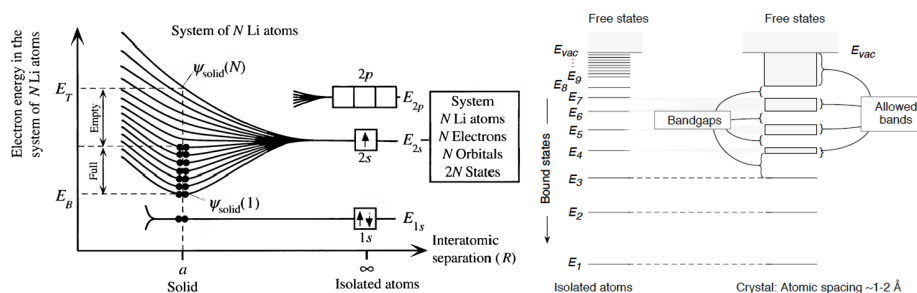 Electron energy in the
system of N Li atoms
System of N Li atoms
ψsolid(N)
E_T
Empty
Full
E_B
ψsolid(1)
2p
E_2p
2s
E_2s
1s
E_1s
System
N Li atoms
N Electrons
N Orbitals
2N States
Interatomic
separation (R)
a
Solid
∞
Isolated atoms
Free states
Free states
E_vac
E_9
E_8
E_7
E_6
E_5
E_4
E_3
E_2
E_1
Bound states
Bandgaps
E_vac
Allowed
bands
Isolated atoms
Crystal: Atomic spacing ~1-2 Å